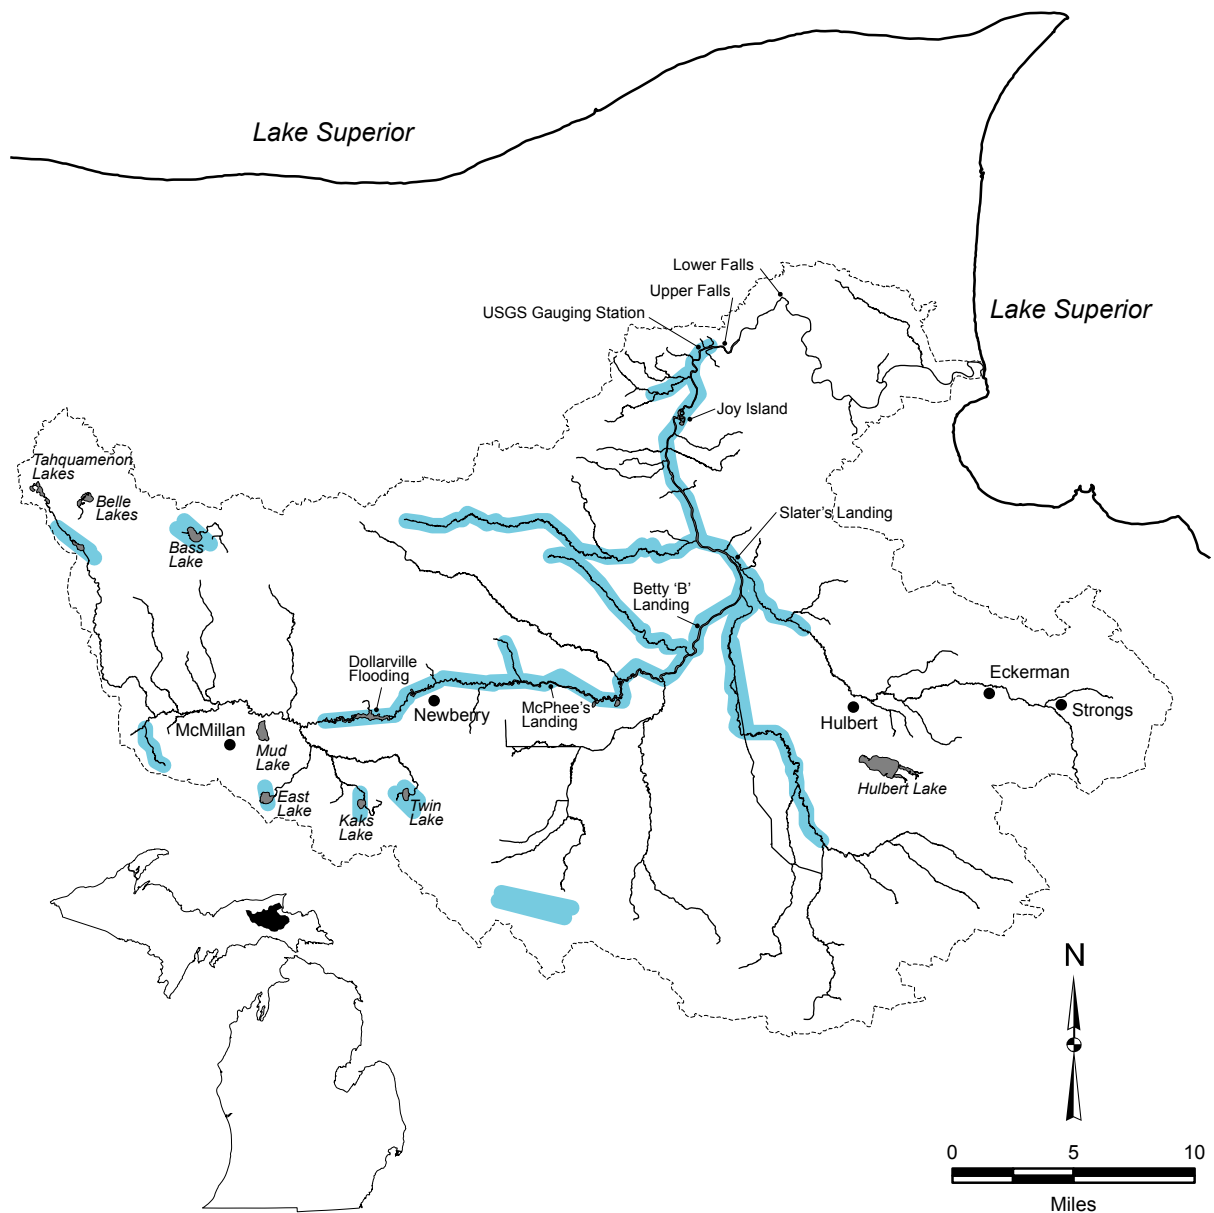 Lake Superior
Lower Falls
Upper Falls
USGS Gauging Station
Lake Superior
Joy Island
Tahquamenon
Lakes
Belle
Lakes
Bass
Lake
Slater's Landing
Betty 'B'
Landing
Dollarville
Flooding
Eckerman
Newberry
McPhee's
Landing
Hulbert
Strongs
McMillan
Mud
Lake
Hulbert Lake
East
Lake
Kaks
Lake
Twin
Lake
N
0 5 10
Miles